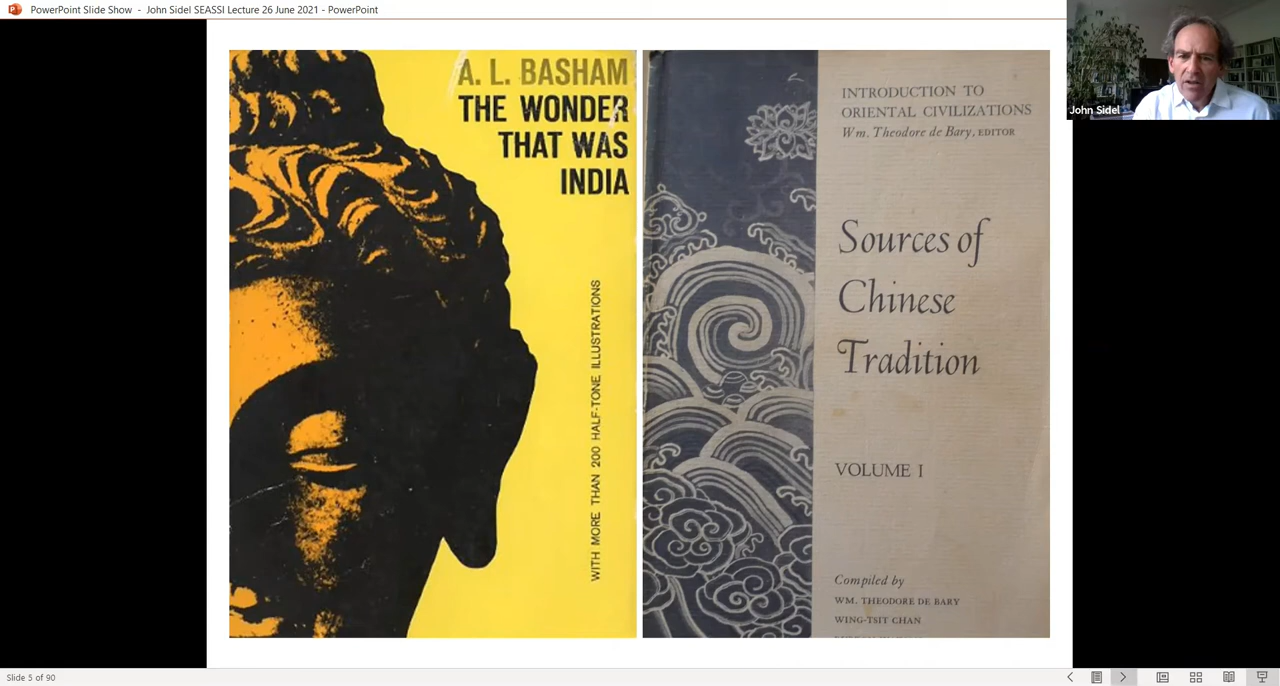 PowerPoint Slide Show - John Sidel SEASSI Lecture 26 June 2021 - PowerPoint
John Sidel
A. L. BASHAM
THE WONDER
THAT WAS
INDIA
WITH MORE THAN 200 HALF-TONE ILLUSTRATIONS
INTRODUCTION TO
ORIENTAL CIVILIZATIONS
Wm. Theodore de Bary, EDITOR
Sources of
Chinese
Tradition
VOLUME I
Compiled by
WM. THEODORE DE BARY
WING-TSIT CHAN
Slide 5 of 90